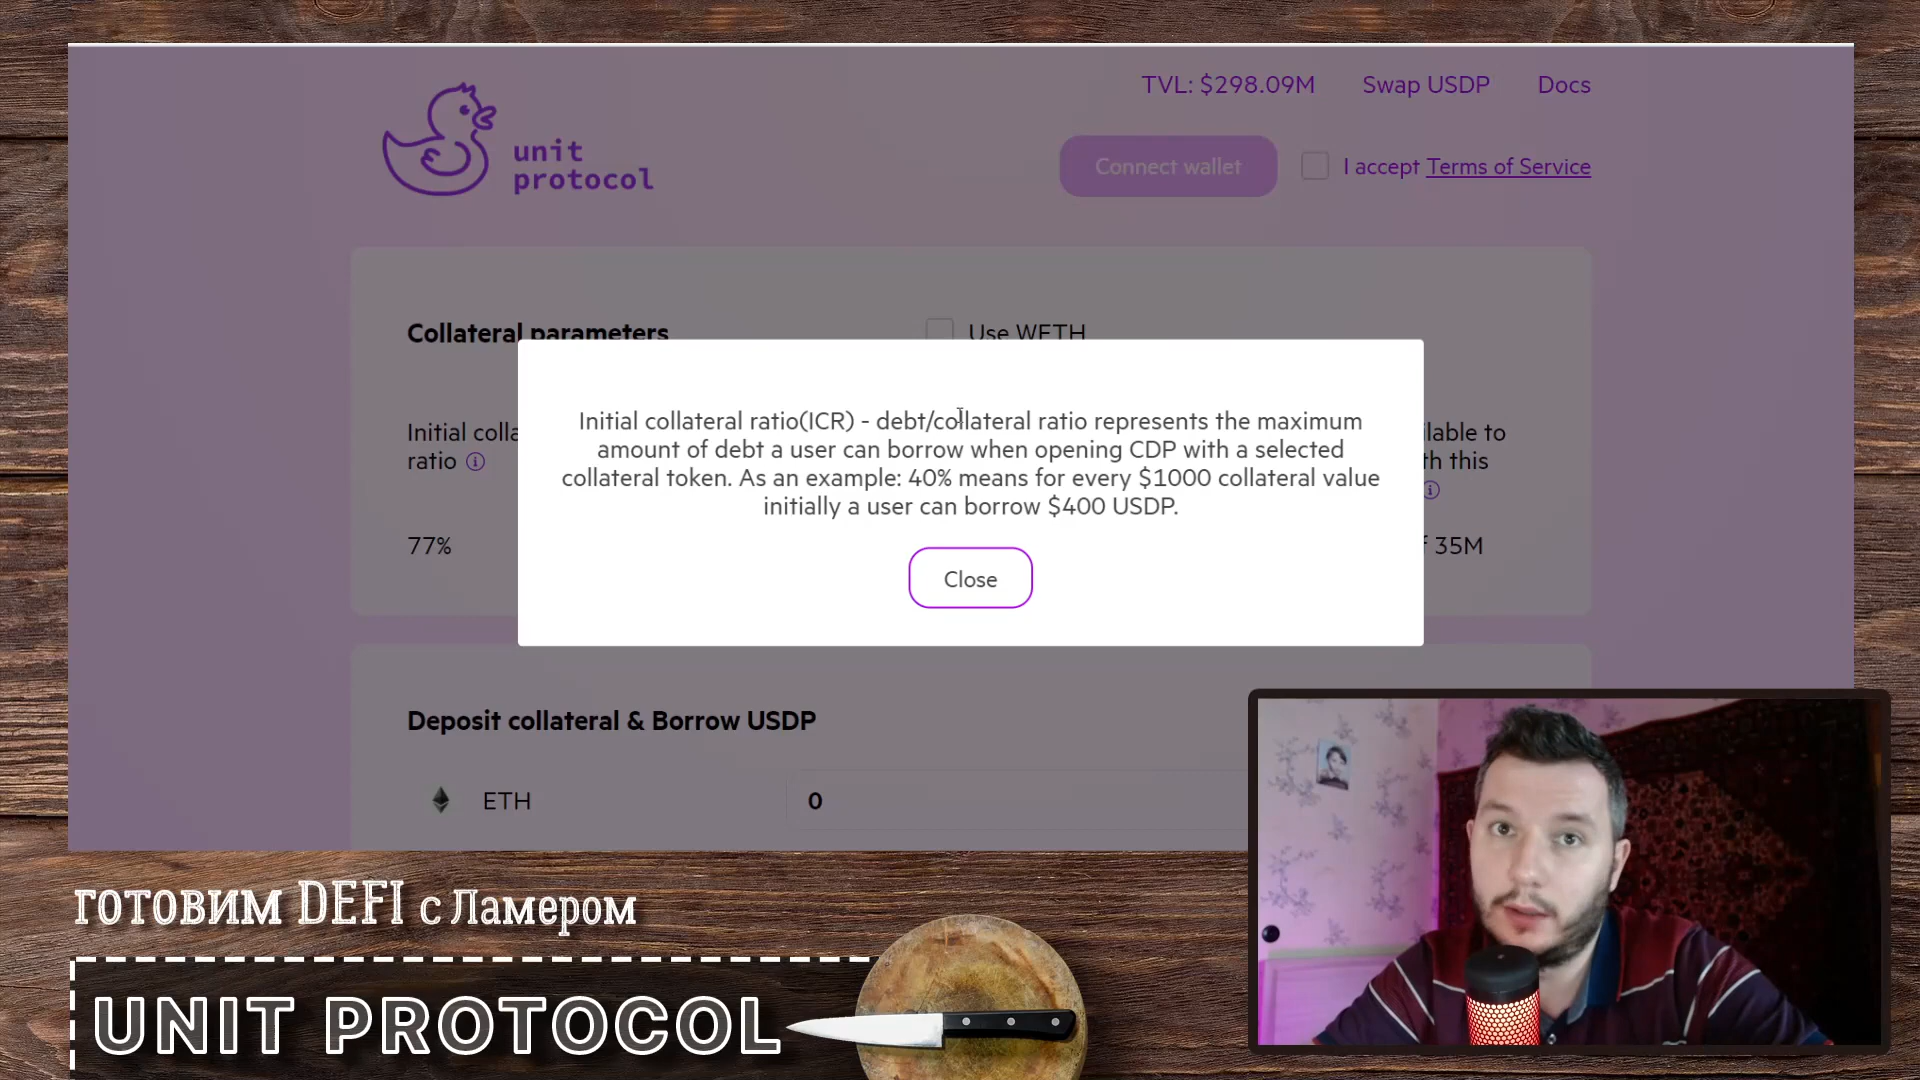 TVL: $298.09M Swap USDP Docs
unit
protocol
Connect wallet I accept Terms of Service
Collateral parameters Use WETH
Initial collateral ratio(ICR) - debt/collateral ratio represents the maximum
amount of debt a user can borrow when opening CDP with a selected
collateral token. As an example: 40% means for every $1000 collateral value
initially a user can borrow $400 USDP.
Close
Initial colla
ratio
77%
ilable to
th this
35M
Deposit collateral & Borrow USDP
ETH 0
готовим DEFI с Ламером
UNIT PROTOCOL